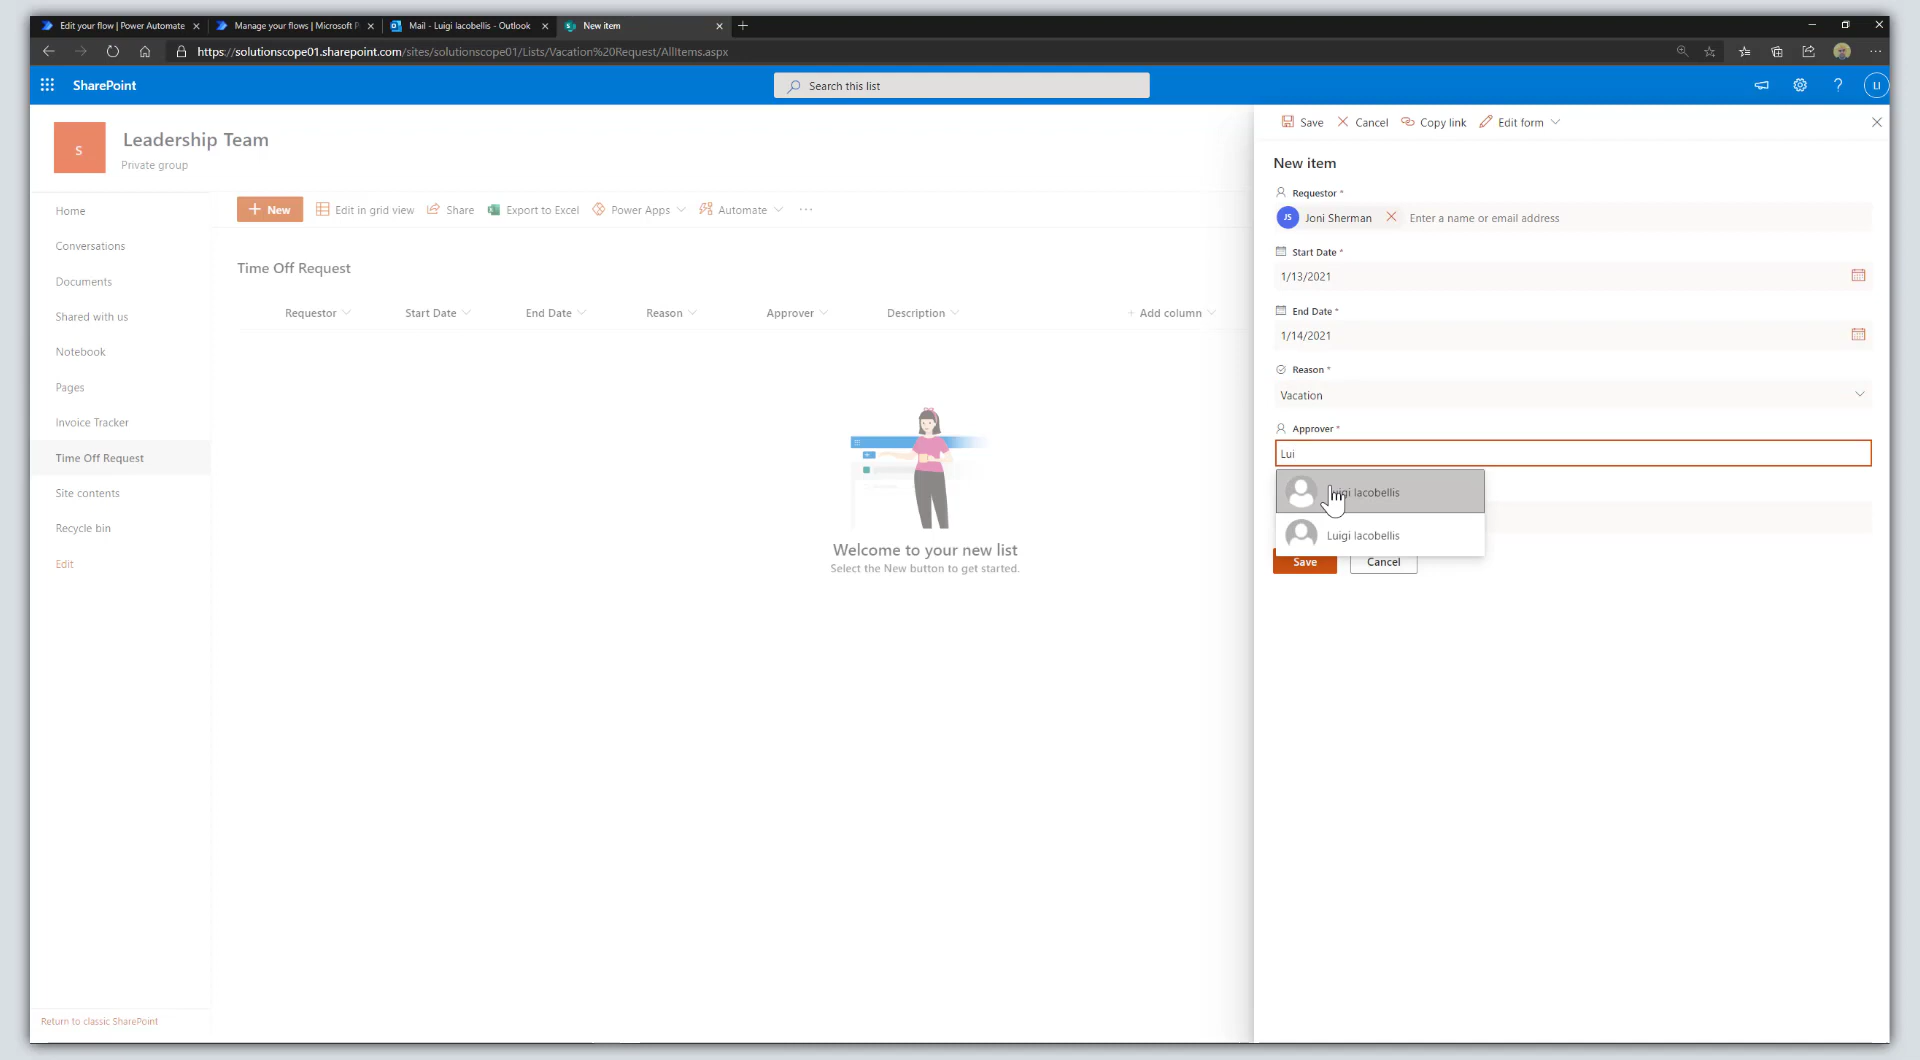 Edit your flow | Power Automate
Manage your flows | Microsoft P
Mail - Luigi Iacobellis - Outlook
New item
https://solutionscope01.sharepoint.com/sites/solutionscope01/Lists/Vacation%20Request/AllItems.aspx
SharePoint
Search this list
?
LI
S
Leadership Team
Private group
Home
Conversations
Documents
Shared with us
Notebook
Pages
Invoice Tracker
Time Off Request
Site contents
Recycle bin
Edit
Return to classic SharePoint
+ New
Edit in grid view
Share
Export to Excel
Power Apps
Automate
...
Time Off Request
Requestor
Start Date
End Date
Reason
Approver
Description
+ Add column
Welcome to your new list
Select the New button to get started.
Save
Cancel
Copy link
Edit form
New item
Requestor *
JS
Joni Sherman
Enter a name or email address
Start Date *
1/13/2021
End Date *
1/14/2021
Reason *
Vacation
Approver *
Lui
Iacobellis
Luigi Iacobellis
Save
Cancel